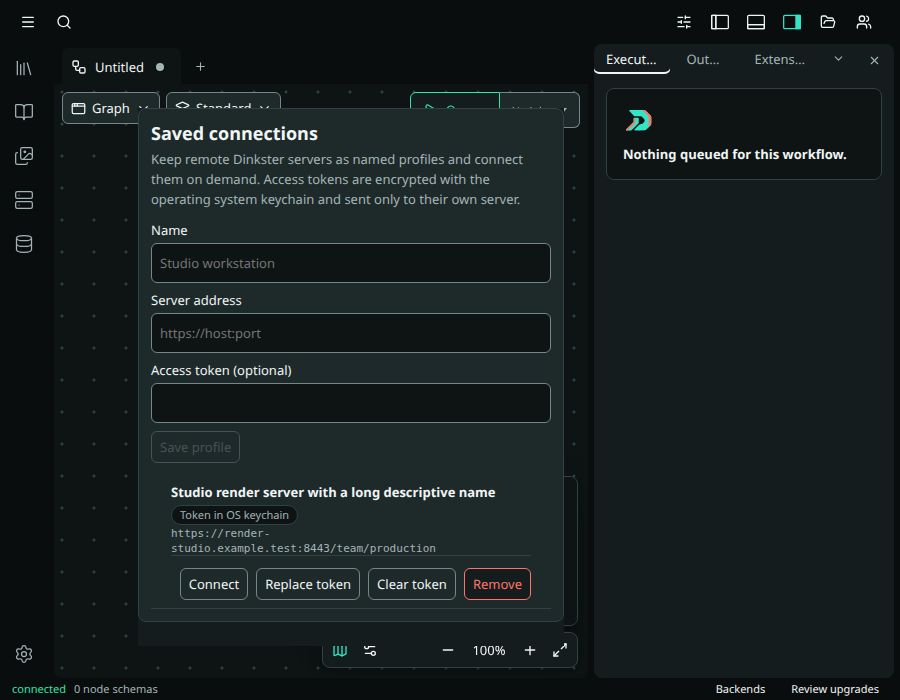 Untitled
Execut...
Out...
Extens...
Graph
Standard
Nothing queued for this workflow.
Saved connections
Keep remote Dinkster servers as named profiles and connect
them on demand. Access tokens are encrypted with the
operating system keychain and sent only to their own server.
Name
Studio workstation
Server address
https://host:port
Access token (optional)
Save profile
Studio render server with a long descriptive name
Token in OS keychain
https://render-
studio.example.test:8443/team/production
Connect
Replace token
Clear token
Remove
100%
connected
0 node schemas
Backends
Review upgrades